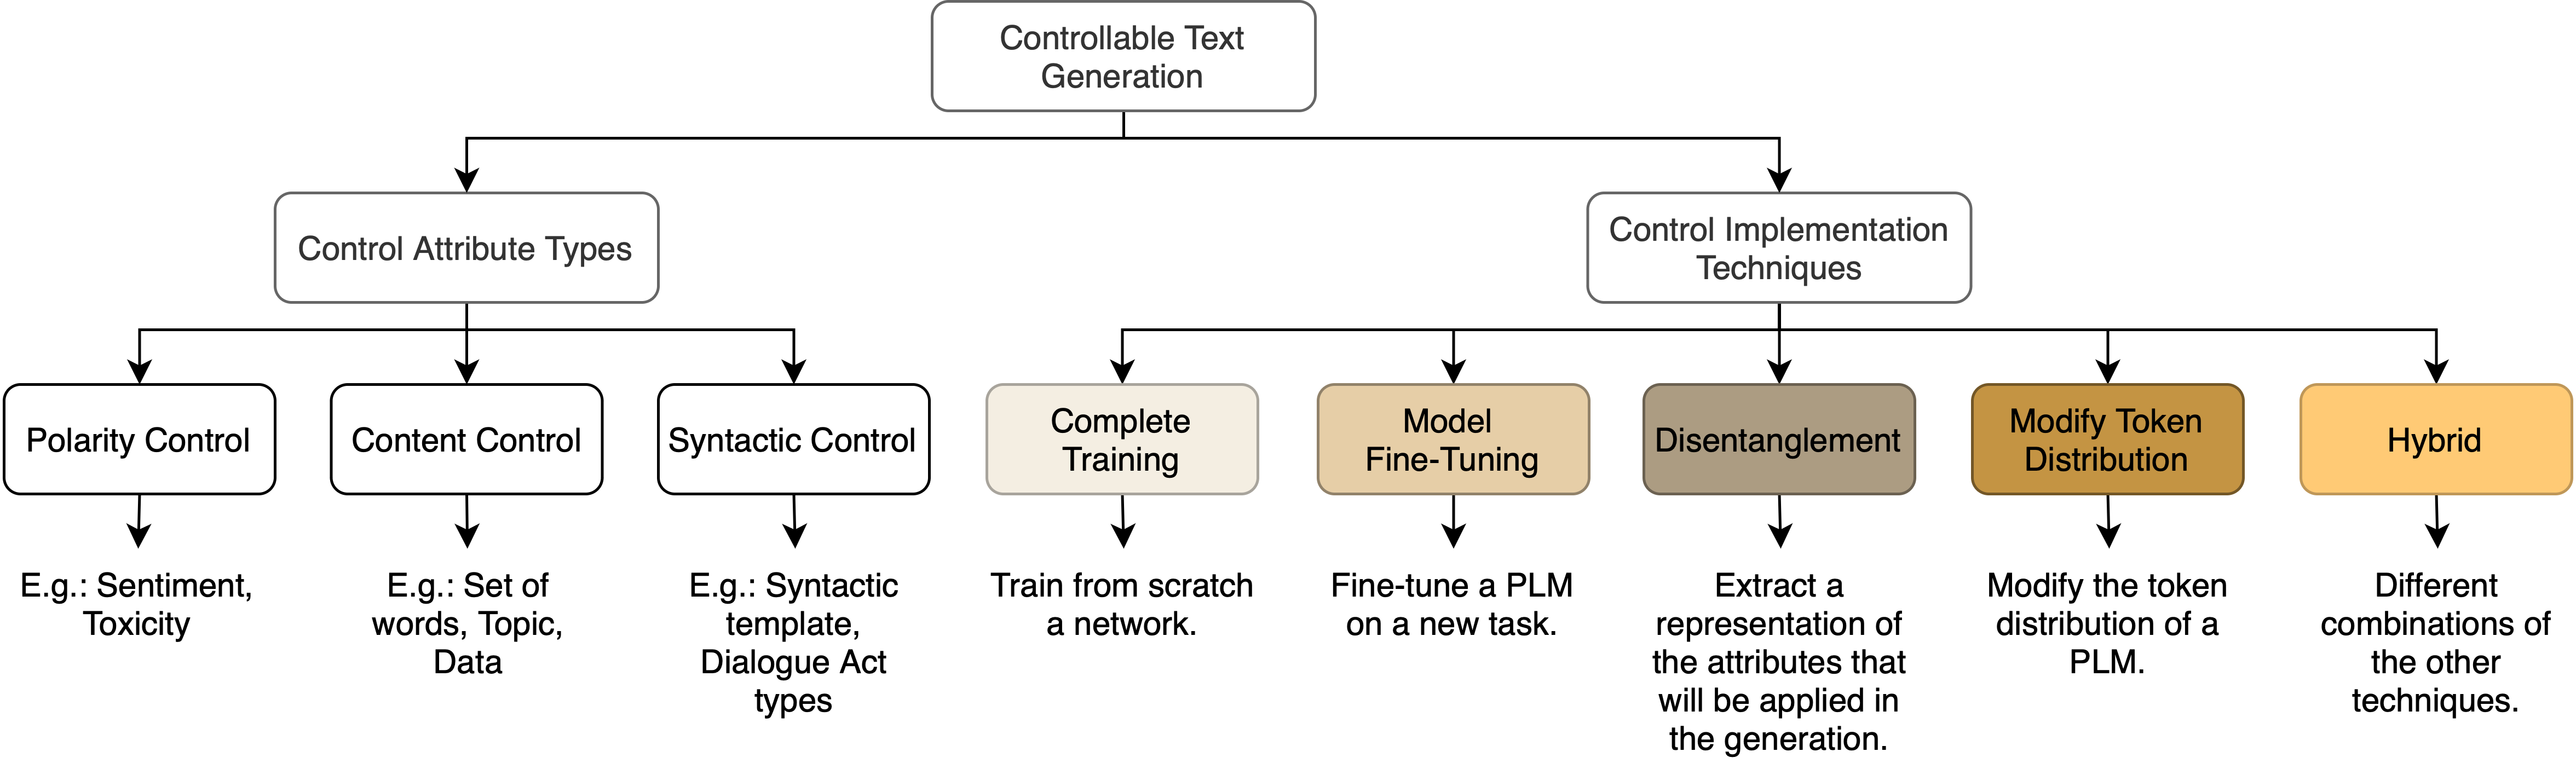 Controllable Text
Generation
Control Attribute Types
Control Implementation
Techniques
Polarity Control
Content Control
Syntactic Control
Complete
Training
Model
Fine-Tuning
Disentanglement
Modify Token
Distribution
Hybrid
E.g.: Sentiment,
Toxicity
E.g.: Set of
words, Topic,
Data
E.g.: Syntactic
template,
Dialogue Act
types
Train from scratch
a network.
Fine-tune a PLM
on a new task.
Extract a
representation of
the attributes that
will be applied in
the generation.
Modify the token
distribution of a
PLM.
Different
combinations of
the other
techniques.